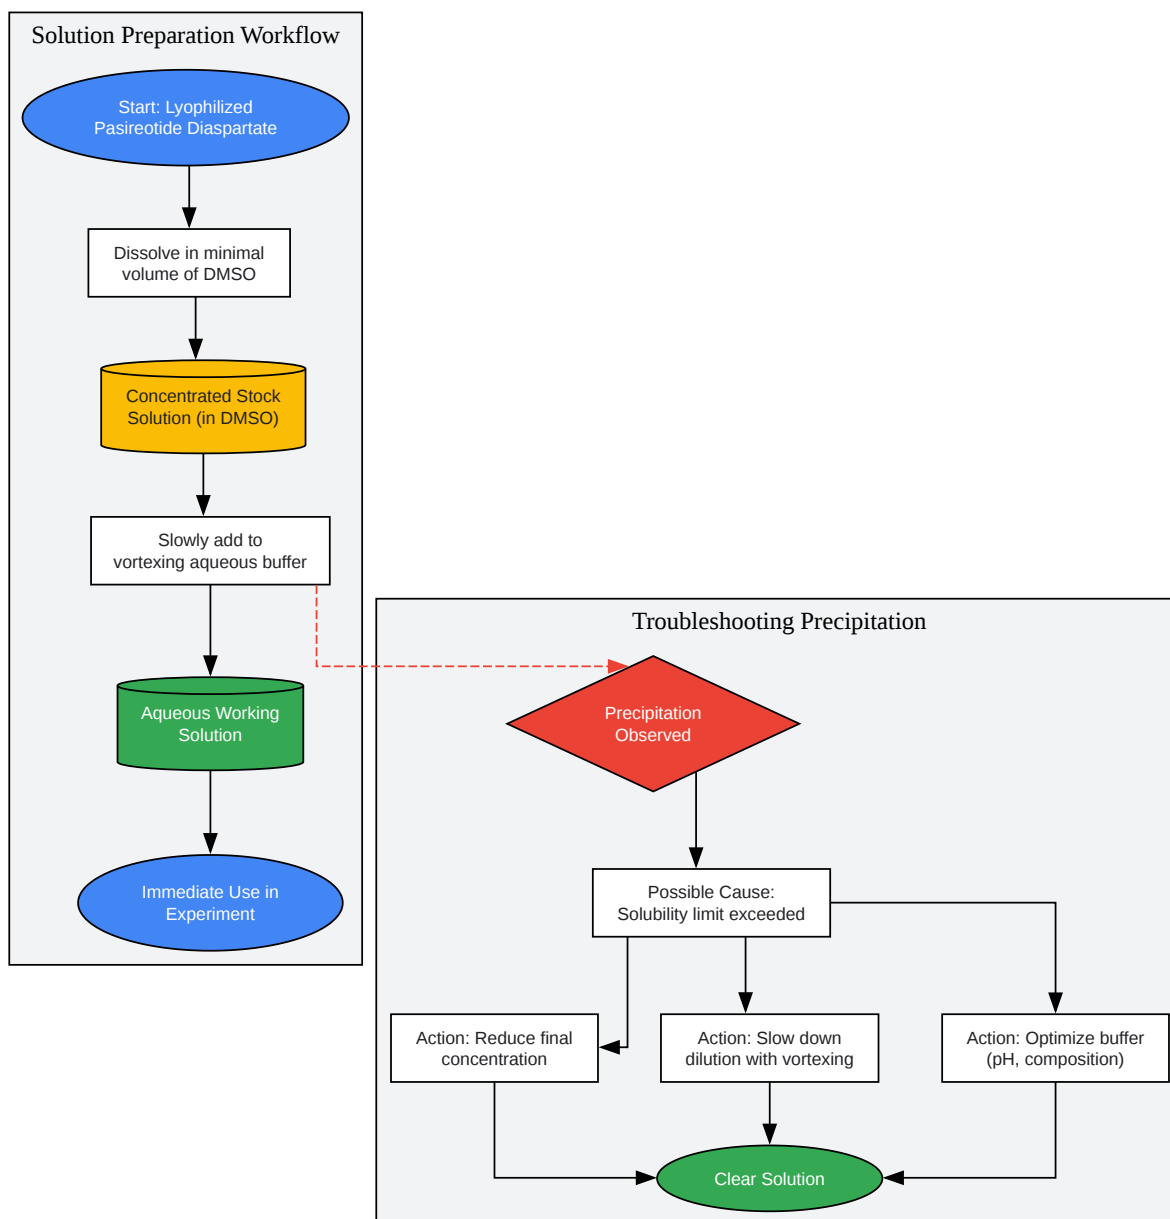 Solution Preparation Workflow
Start: Lyophilized
Pasireotide Diaspartate
Dissolve in minimal
volume of DMSO
Concentrated Stock
Solution (in DMSO)
Slowly add to
vortexing aqueous buffer
Aqueous Working
Solution
Immediate Use in
Experiment
Troubleshooting Precipitation
Precipitation
Observed
Possible Cause:
Solubility limit exceeded
Action: Reduce final
concentration
Action: Slow down
dilution with vortexing
Action: Optimize buffer
(pH, composition)
Clear Solution